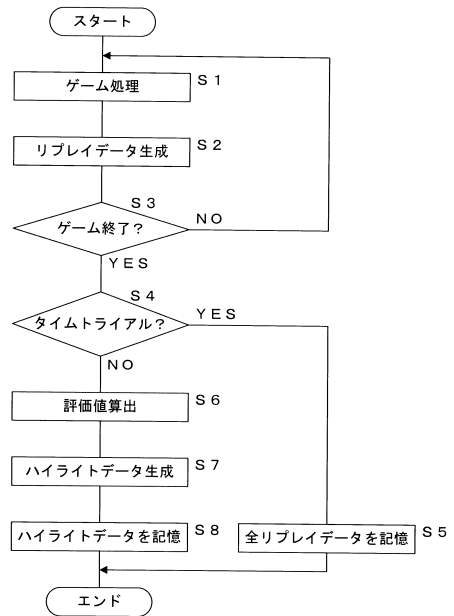 スタート
ゲーム処理
S1
リプレイデータ生成
S2
S3
ゲーム終了？
NO
YES
S4
タイムトライアル？
YES
NO
評価値算出
S6
ハイライトデータ生成
S7
ハイライトデータを記憶
S8
全リプレイデータを記憶
S5
エンド